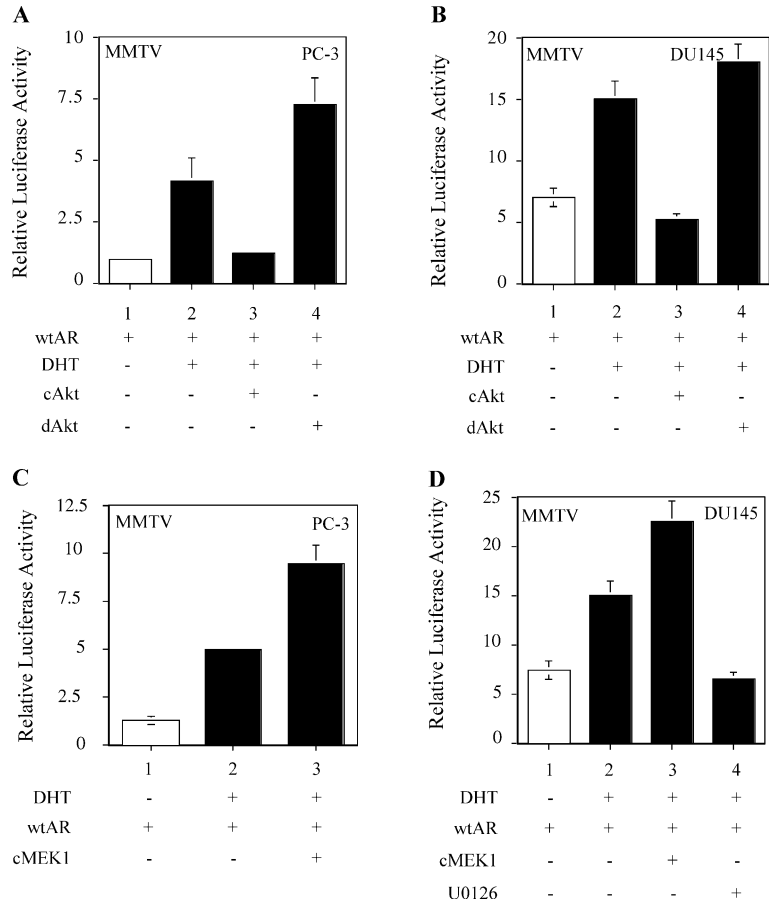 A
Relative Luciferase Activity
10
7.5
5
2.5
0
MMTV
PC-3
1 2 3 4
wtAR + + + +
DHT - + + +
cAkt - - + -
dAkt - - - +
B
Relative Luciferase Activity
20
15
10
5
0
MMTV
DU145
1 2 3 4
wtAR + + + +
DHT - + + +
cAkt - - + -
dAkt - - - +
C
Relative Luciferase Activity
12.5
10
7.5
5
2.5
0
MMTV
PC-3
1 2 3
DHT - + +
wtAR + + +
cMEK1 - - +
D
Relative Luciferase Activity
25
20
15
10
5
0
MMTV
DU145
1 2 3 4
DHT - + + +
wtAR + + + +
cMEK1 - - + -
U0126 - - - +